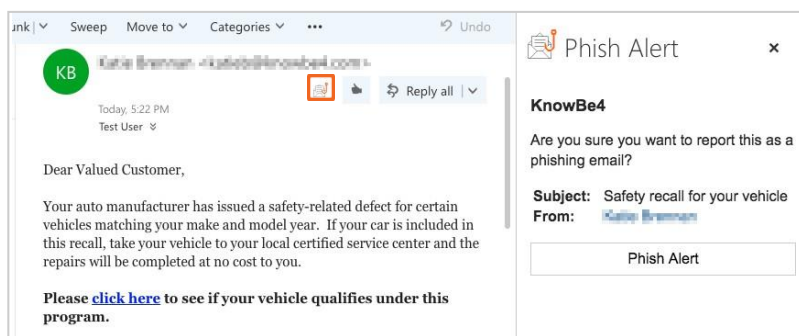 unk
Sweep
Move to
Categories
Undo
KB
Today, 5:22 PM
Test User
Reply all
Dear Valued Customer,
Your auto manufacturer has issued a safety-related defect for certain
vehicles matching your make and model year. If your car is included in
this recall, take your vehicle to your local certified service center and the
repairs will be completed at no cost to you.
Please click here to see if your vehicle qualifies under this
program.
Phish Alert
KnowBe4
Are you sure you want to report this as a
phishing email?
Subject: Safety recall for your vehicle
From:
Phish Alert